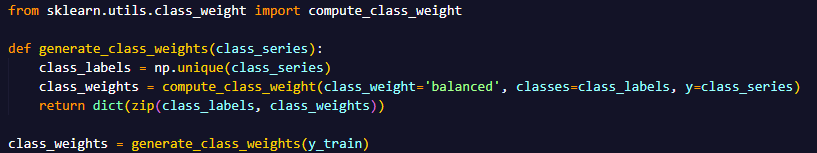 from sklearn.utils.class_weight import compute_class_weight
def generate_class_weights(class_series):
    class_labels = np.unique(class_series)
    class_weights = compute_class_weight(class_weight='balanced', classes=class_labels, y=class_series)
    return dict(zip(class_labels, class_weights))
class_weights = generate_class_weights(y_train)